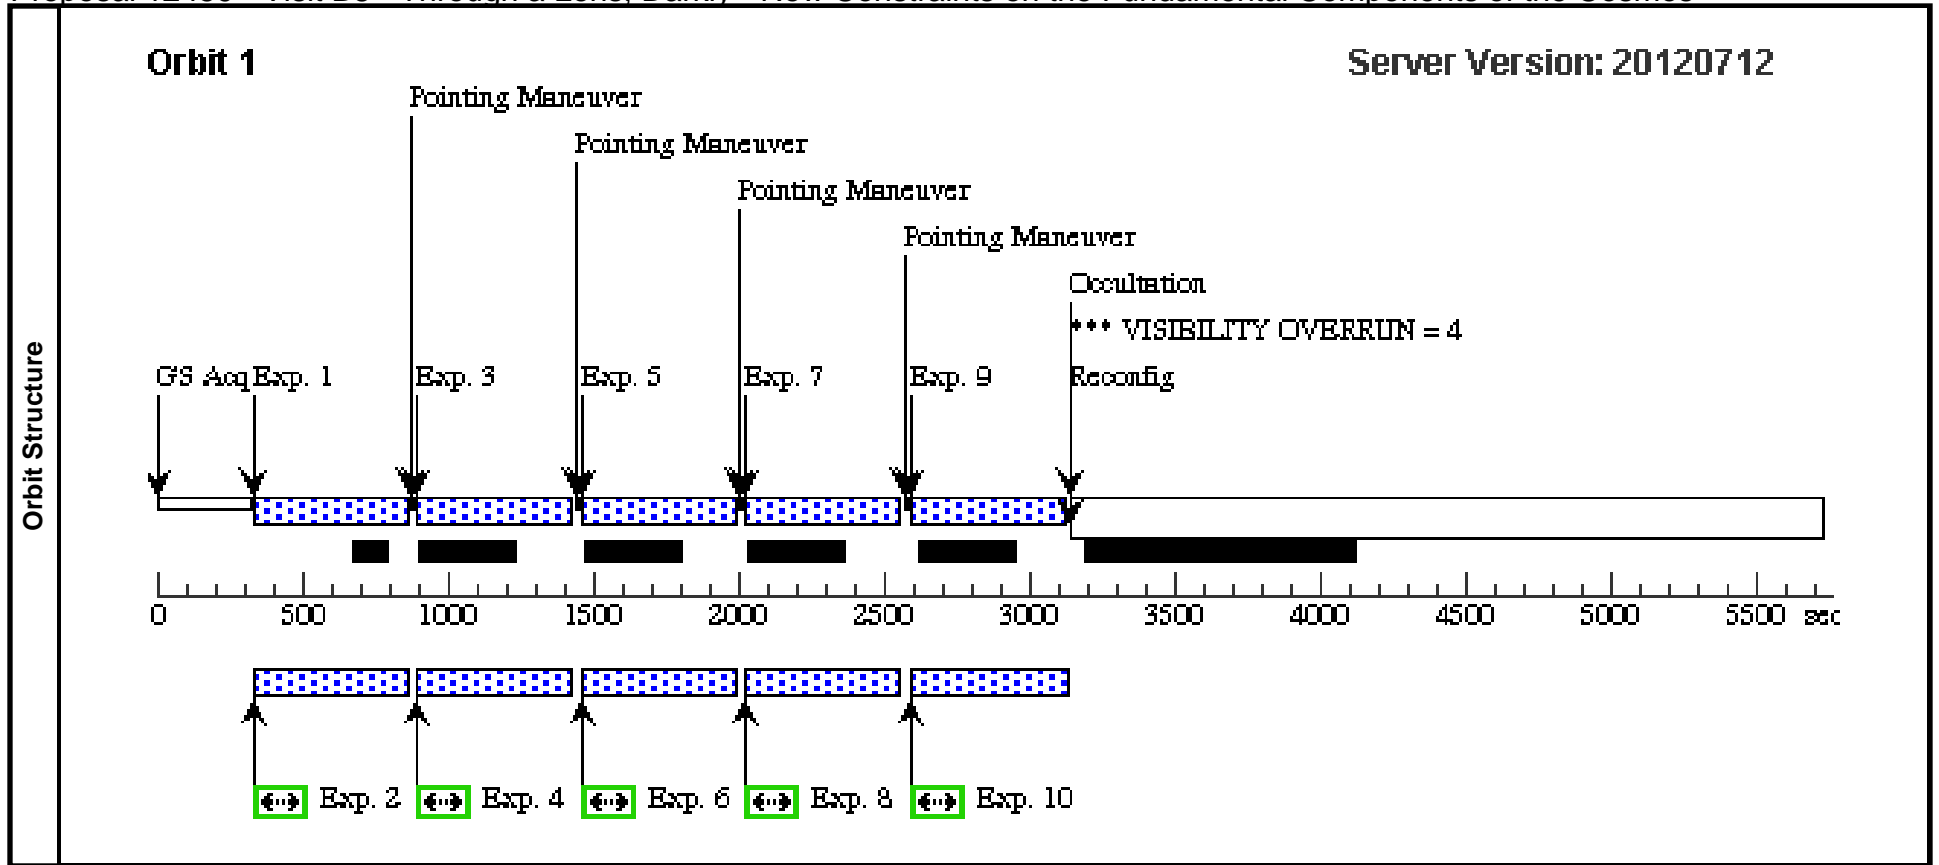 Orbit 1
Server Version: 20120712
Pointing Maneuver
Pointing Maneuver
Pointing Maneuver
Pointing Maneuver
Occultation
*** VISIBILITY OVERRUN = 4
GS Acq Exp. 1 Exp. 3 Exp. 5 Exp. 7 Exp. 9 Reconfig
Orbit Structure
0 500 1000 1500 2000 2500 3000 3500 4000 4500 5000 5500 sec
Exp. 2 Exp. 4 Exp. 6 Exp. 8 Exp. 10